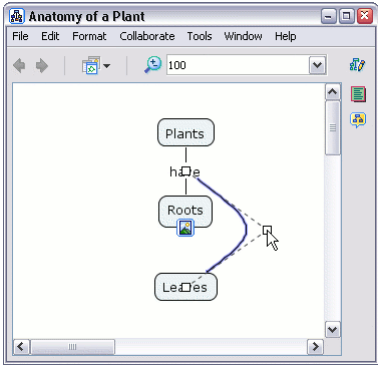 Anatomy of a Plant
File Edit Format Collaborate Tools Window Help
100
Plants
Roots